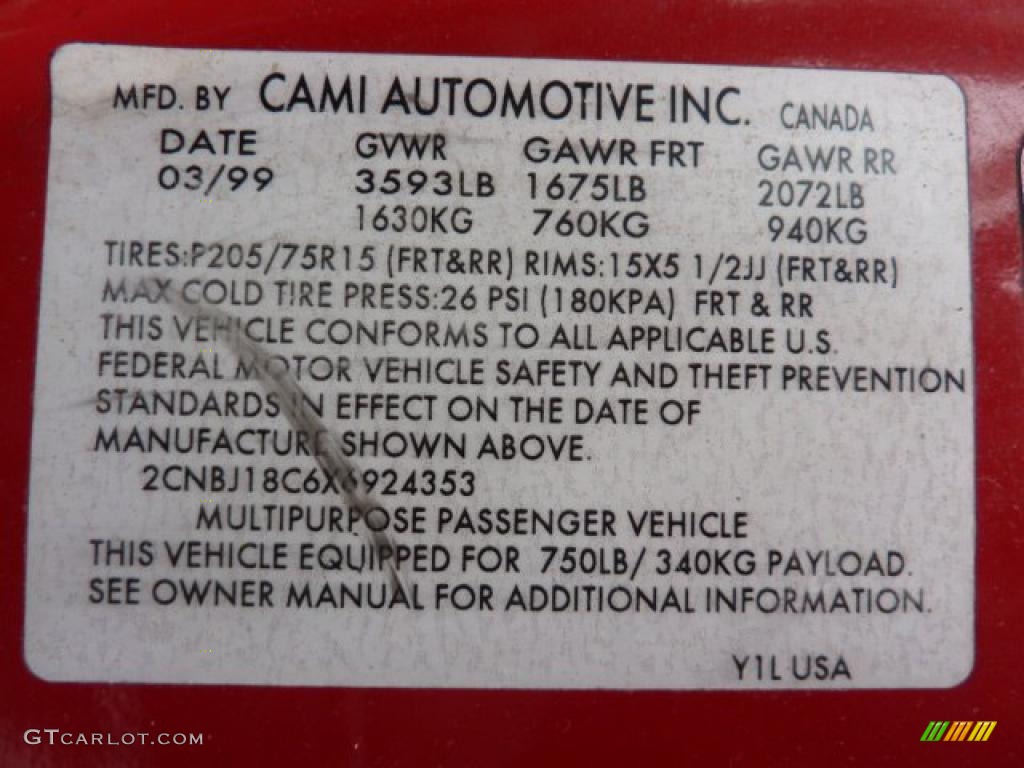 MFD. BY CAMI AUTOMOTIVE INC. CANADA
DATE GVWR GAWR FRT GAWR RR
03/99 3593LB 1675LB 2072LB
1630KG 760KG 940KG
TIRES:P205/75R15 (FRT&RR) RIMS:15X5 1/2JJ (FRT&RR)
MAX COLD TIRE PRESS:26 PSI (180KPA) FRT & RR
THIS VEHICLE CONFORMS TO ALL APPLICABLE U.S.
FEDERAL MOTOR VEHICLE SAFETY AND THEFT PREVENTION
STANDARDS IN EFFECT ON THE DATE OF
MANUFACTURE SHOWN ABOVE.
2CNBJ18C6X6924353
MULTIPURPOSE PASSENGER VEHICLE
THIS VEHICLE EQUIPPED FOR 750LB/ 340KG PAYLOAD.
SEE OWNER MANUAL FOR ADDITIONAL INFORMATION.
Y1L USA
GTCARLOT.COM